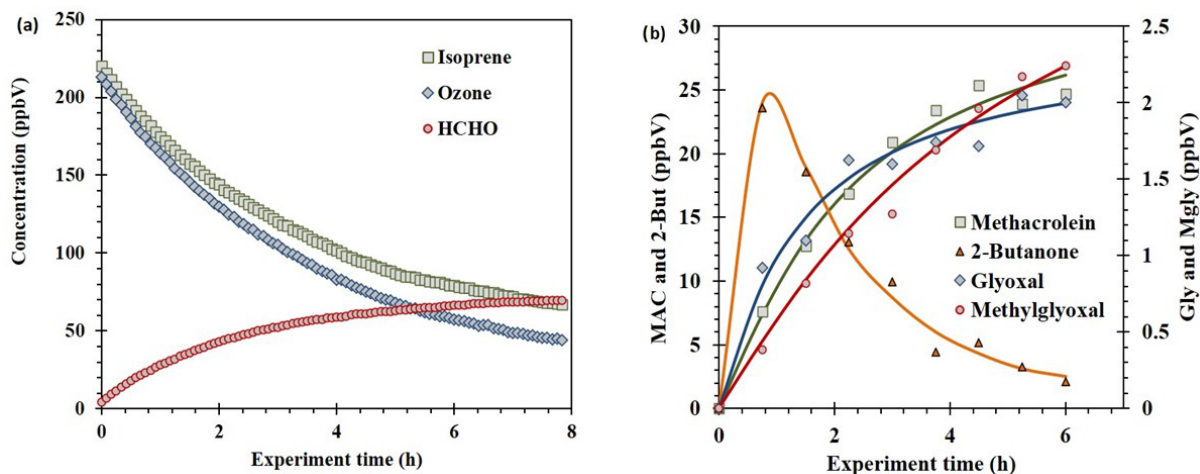 (a)
250
200
150
100
50
0
Concentration (ppbV)
Isoprene
Ozone
HCHO
0 2 4 6 8
Experiment time (h)
(b)
30
25
20
15
10
5
0
MAC and 2-But (ppbV)
Methacrolein
2-Butanone
Glyoxal
Methylglyoxal
2.5
2
1.5
1
0.5
0
Gly and Mgly (ppbV)
0 2 4 6
Experiment time (h)